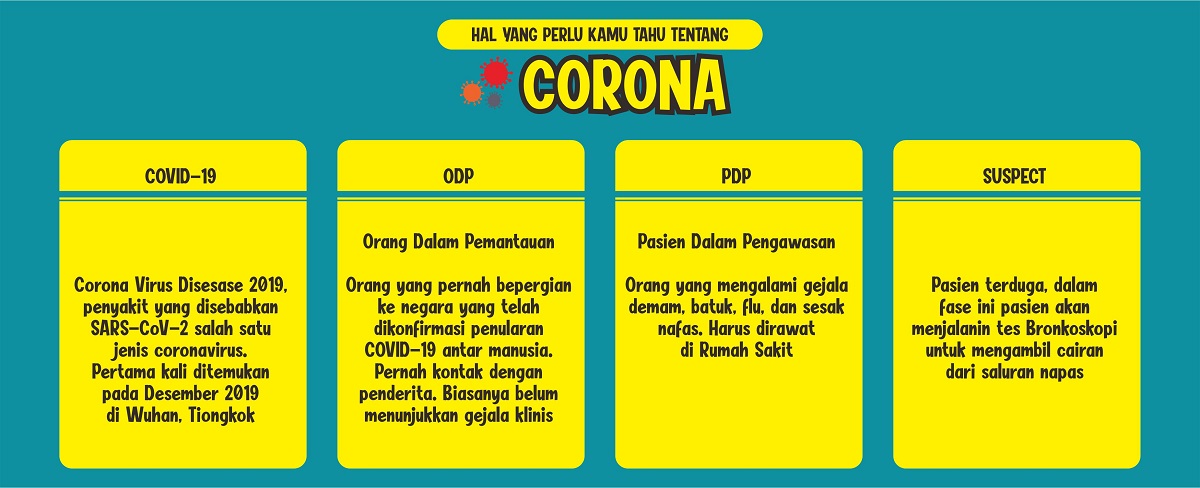 HAL YANG PERLU KAMU TAHU TENTANG
CORONA
COVID-19
Corona Virus Disesase 2019,
penyakit yang disebabkan
SARS-CoV-2 salah satu
jenis coronavirus.
Pertama kali ditemukan
pada Desember 2019
di Wuhan, Tiongkok
ODP
Orang Dalam Pemantauan
Orang yang pernah bepergian
ke negara yang telah
dikonfirmasi penularan
COVID-19 antar manusia.
Pernah kontak dengan
penderita. Biasanya belum
menunjukkan gejala klinis
PDP
Pasien Dalam Pengawasan
Orang yang mengalami gejala
demam, batuk, flu, dan sesak
nafas. Harus dirawat
di Rumah Sakit
SUSPECT
Pasien terduga, dalam
fase ini pasien akan
menjalanin tes Bronkoskopi
untuk mengambil cairan
dari saluran napas